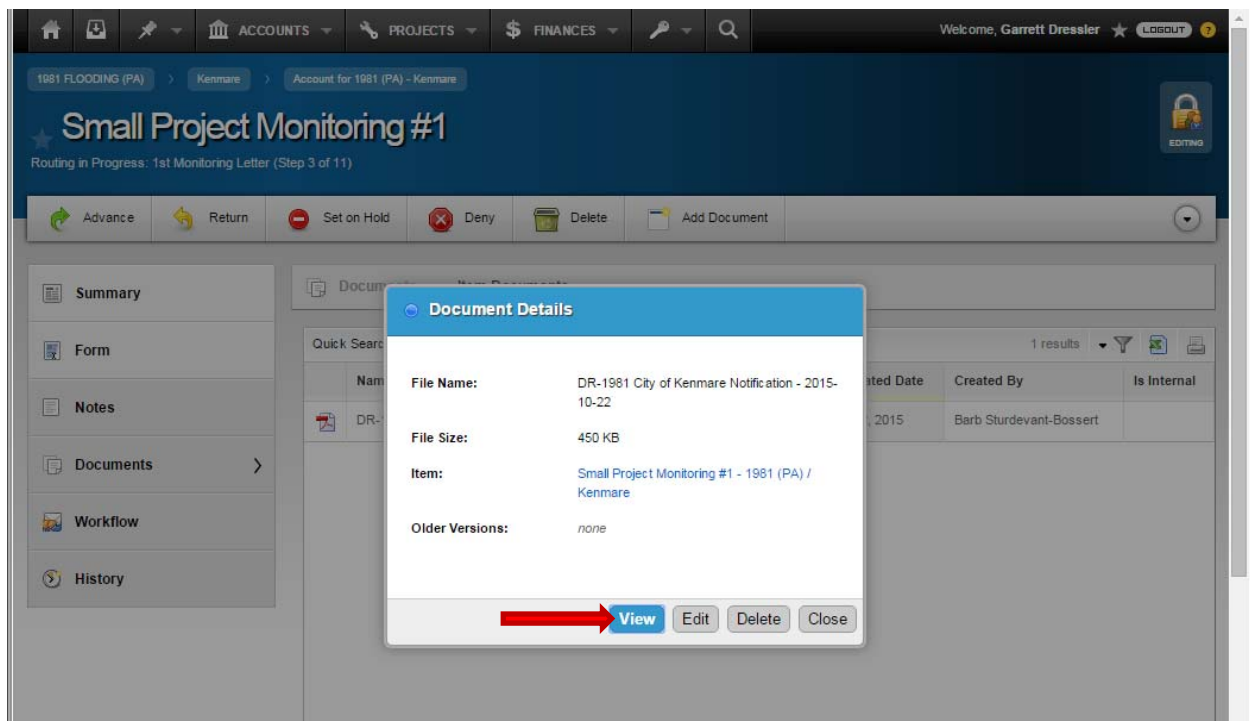 ACCOUNTS PROJECTS $ FINANCES Welcome, Garrett Dressler LOGOUT ?
1981 FLOODING (PA) > Kenmare > Account for 1981 (PA) - Kenmare
Small Project Monitoring #1
EDITING
Routing in Progress: 1st Monitoring Letter (Step 3 of 11)
Advance Return Set on Hold Deny Delete Add Document
Summary
Form
Notes
Documents >
Workflow
History
Quick Searc 1 results
Nam ated Date Created By Is Internal
DR- , 2015 Barb Sturdevant-Bossert
Document Details
File Name: DR-1981 City of Kenmare Notification - 2015-
10-22
File Size: 450 KB
Item: Small Project Monitoring #1 - 1981 (PA) /
Kenmare
Older Versions: none
View Edit Delete Close